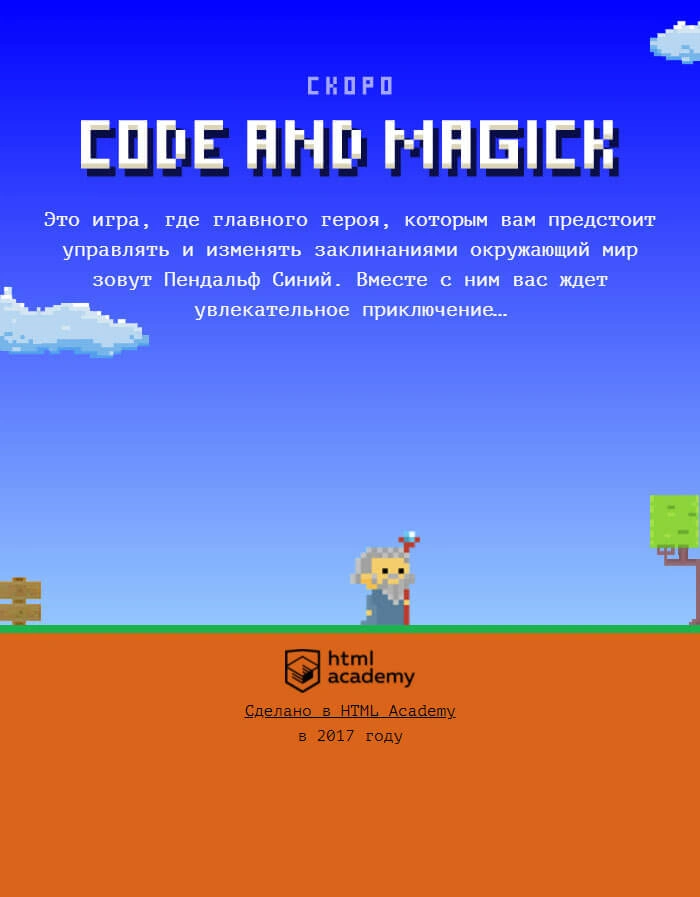 СКОРО
CODE AND MAGICK
Это игра, где главного героя, которым вам предстоит
управлять и изменять заклинаниями окружающий мир
зовут Пендальф Синий. Вместе с ним вас ждет
увлекательное приключение…
html
academy
Сделано в HTML Academy
в 2017 году